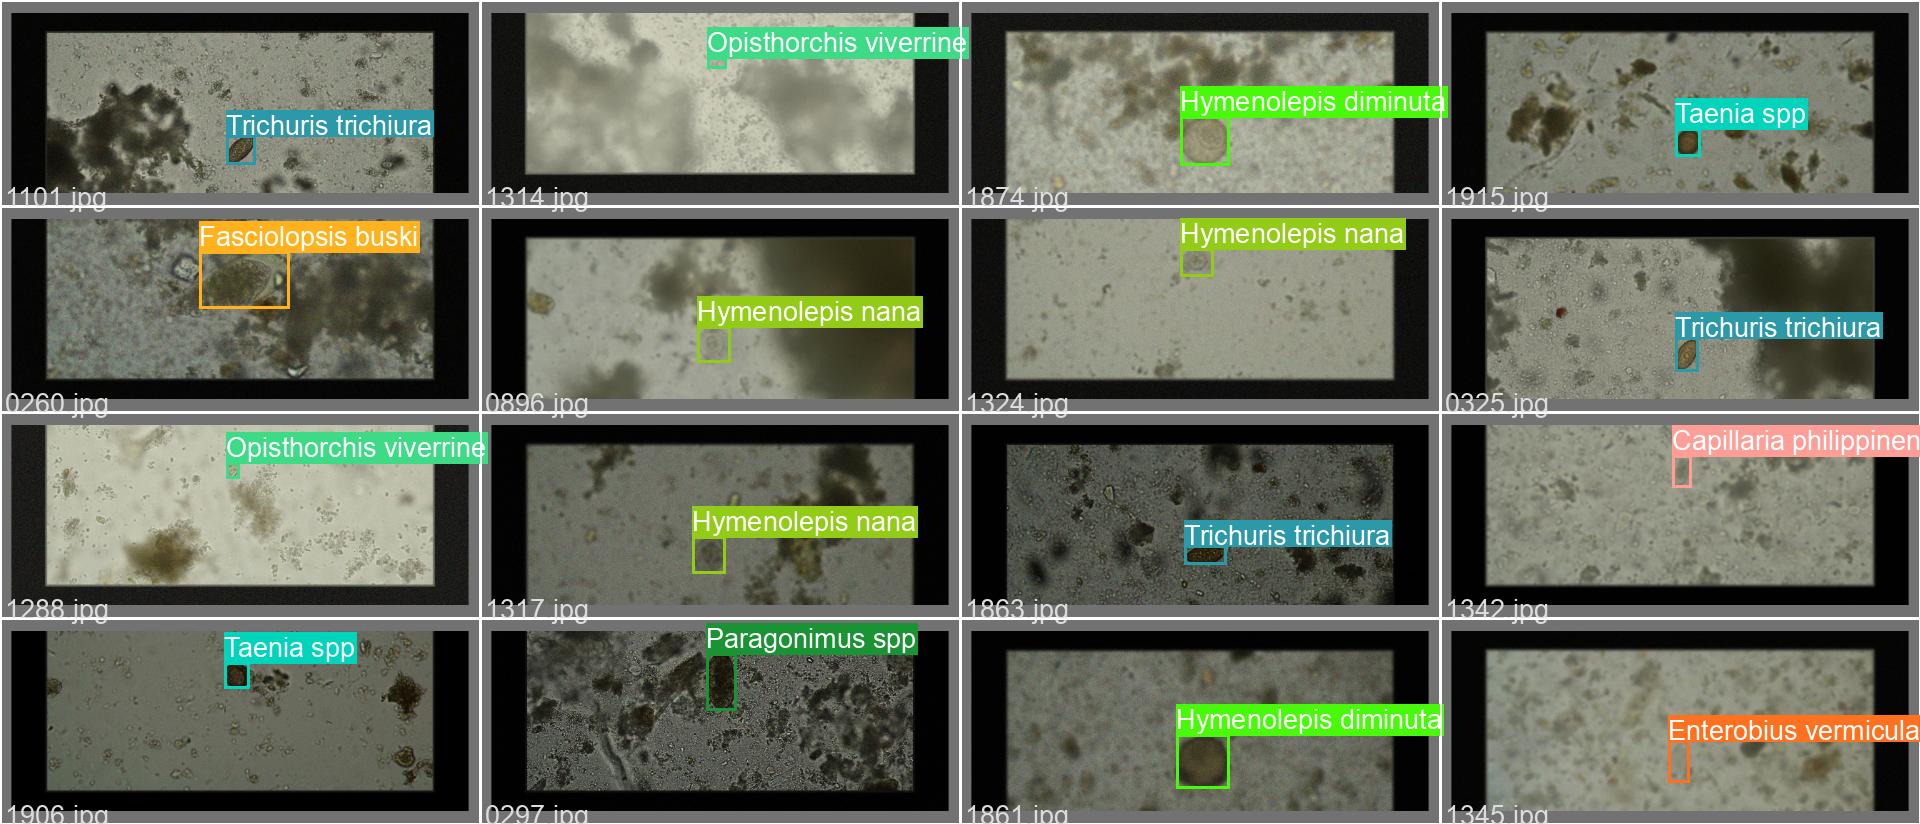 Trichuris trichiura
1101.jpg
Opisthorchis viverrine
1314.jpg
Hymenolepis diminuta
1874.jpg
Taenia spp
1915.jpg
Fasciolopsis buski
0260.jpg
Hymenolepis nana
0896.jpg
Hymenolepis nana
1324.jpg
Trichuris trichiura
0325.jpg
Opisthorchis viverrine
1288.jpg
Hymenolepis nana
1317.jpg
Trichuris trichiura
1863.jpg
Capillaria philippinen
1342.jpg
Taenia spp
1906.jpg
Paragonimus spp
0297.jpg
Hymenolepis diminuta
1861.jpg
Enterobius vermicula
1345.jpg